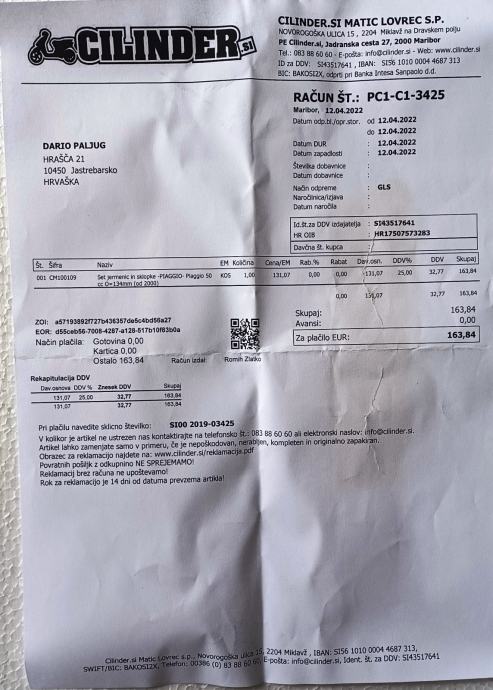 CILINDER.SI
CILINDER.SI MATIC LOVREC S.P.
NOVOROGOŠKA ULICA 15 , 2204 Miklavž na Dravskem polju
PE Cilinder.si, Jadranska cesta 27, 2000 Maribor
Tel.: 083 88 60 60 , E-pošta: info@cilinder.si - Web: www.cilinder.si
ID za DDV: SI43517641 , IBAN: SI56 1010 0004 4687 313
BIC: BAKOSI2X, odprti pri Banka Intesa Sanpaolo d.d.
RAČUN ŠT.: PC1-C1-3425
Maribor, 12.04.2022
Datum odp.bl./opr.stor. od 12.04.2022
do 12.04.2022
Datum DUR : 12.04.2022
Datum zapadlosti : 12.04.2022
Številka dobavnice :
Datum dobavnice :
Način odpreme : GLS
Naročilnica/izjava :
Datum naročila :
DARIO PALJUG
HRAŠĆA 21
10450 Jastrebarsko
HRVAŠKA
Id.št.za DDV izdajatelja : SI43517641
HR OIB : HR17507573283
Davčna št. kupca
Št. Šifra Naziv EM Količina Cena/EM Rab.% Rabat Dav.osn. DDV% DDV Skupaj
001 CM100109 Set jermenic in sklopke -PIAGGIO- Piaggio 50 KOS 1,00 131,07 0,00 0,00 131,07 25,00 32,77 163,84
cc O=134mm (od 2000)
0,00 131,07 32,77 163,84
ZOI: a57193892f727b436357de5c4bd56a27
EOR: d55ceb56-7008-4287-a128-517b10f83b0a
Skupaj: 163,84
Avansi: 0,00
Za plačilo EUR: 163,84
Način plačila: Gotovina 0,00
Kartica 0,00
Ostalo 163,84 Račun izdal: Romih Zlatko
Rekapitulacija DDV
Dav.osnova DDV % Znesek DDV Skupaj
131,07 25,00 32,77 163,84
131,07 32,77 163,84
Pri plačilu navedite sklicno številko: SI00 2019-03425
V kolikor je artikel ne ustrezen nas kontaktirajte na telefonsko št.: 083 88 60 60 ali elektronski naslov: info@cilinder.si.
Artikel lahko zamenjate samo v primeru, če je nepoškodovan, nerabljen, kompleten in originalno zapakiran.
Obrazec za reklamacijo najdete na: www.cilinder.si/reklamacija.pdf
Povratnih pošiljk z odkupnino NE SPREJEMAMO!
Reklamacij brez računa ne upoštevamo!
Rok za reklamacijo je 14 dni od datuma prevzema artikla!
Cilinder.si Matic Lovrec s.p., Novorogoška ulica 15, 2204 Miklavž , IBAN: SI56 1010 0004 4687 313,
SWIFT/BIC: BAKOSI2X, Telefon: 00386 (0) 83 88 60 60, E-pošta: info@cilinder.si, Ident. št. za DDV: SI43517641